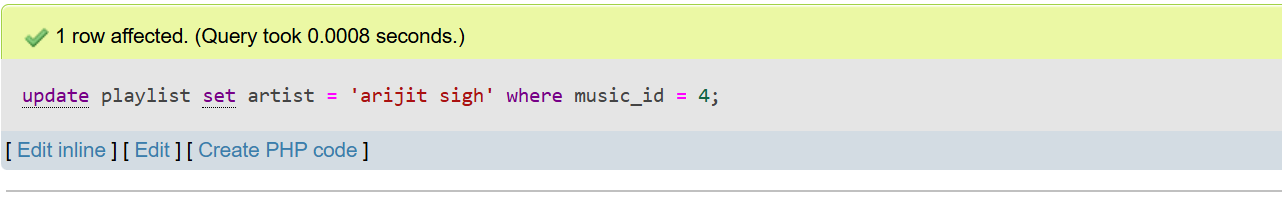 1 row affected. (Query took 0.0008 seconds.)
update playlist set artist = 'arijit sigh' where music_id = 4;
[ Edit inline ] [ Edit ] [ Create PHP code ]